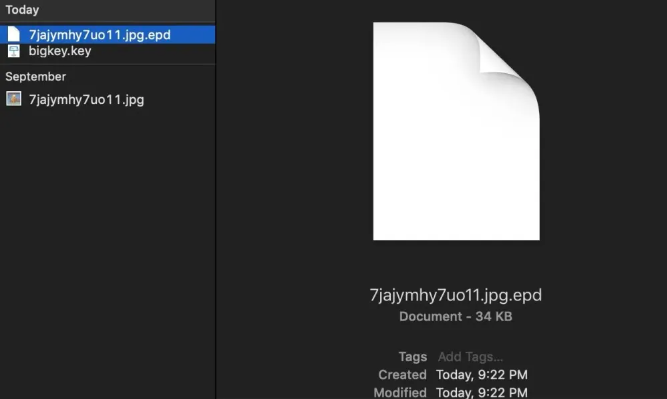 Today
7jajymhy7uo11.jpg.epd
bigkey.key
September
7jajymhy7uo11.jpg
7jajymhy7uo11.jpg.epd
Document - 34 KB
Tags Add Tags...
Created Today, 9:22 PM
Modified Today, 9:22 PM